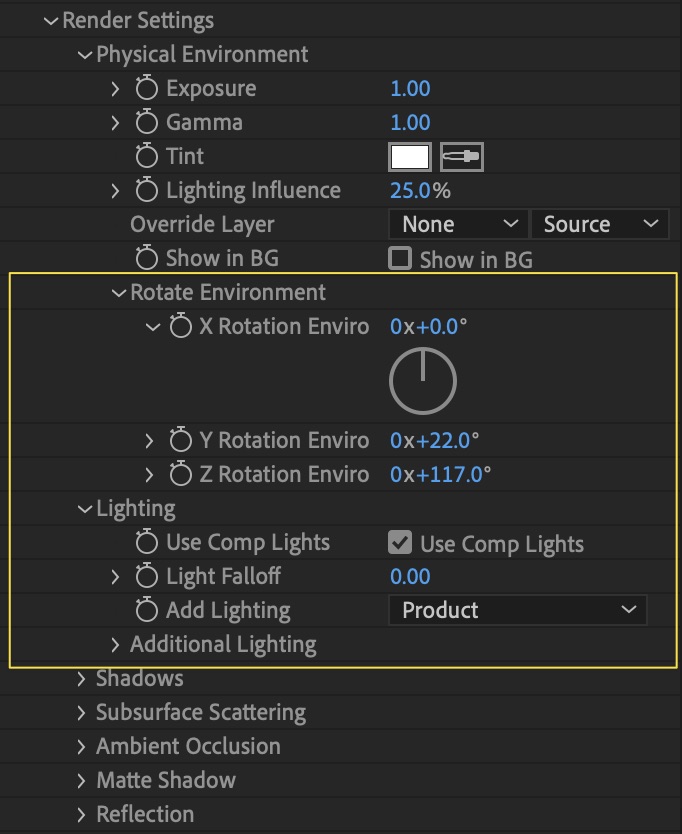 Render Settings
Physical Environment
Exposure 1.00
Gamma 1.00
Tint
Lighting Influence 25.0%
Override Layer None Source
Show in BG Show in BG
Rotate Environment
X Rotation Enviro 0x+0.0°
Y Rotation Enviro 0x+22.0°
Z Rotation Enviro 0x+117.0°
Lighting
Use Comp Lights Use Comp Lights
Light Falloff 0.00
Add Lighting Product
Additional Lighting
Shadows
Subsurface Scattering
Ambient Occlusion
Matte Shadow
Reflection